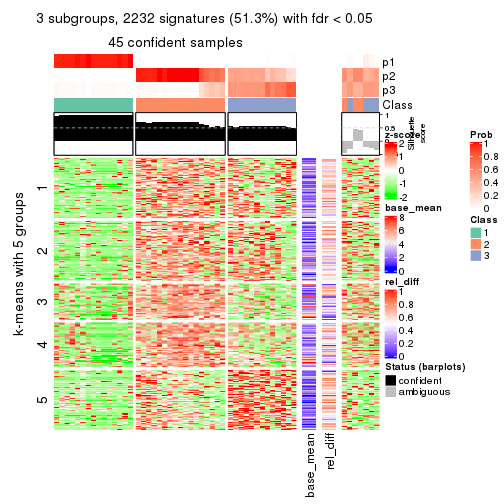 3 subgroups, 2232 signatures (51.3%) with fdr < 0.05
45 confident samples
p1
p2
p3
Class
1
0.5
0
Silhouette
score
k-means with 5 groups
1
2
3
4
5
base_mean
rel_diff
z-score
2
1
0
-1
-2
base_mean
8
6
4
2
0
rel_diff
1
0.8
0.6
0.4
0.2
0
Status (barplots)
confident
ambiguous
Prob
1
0.8
0.6
0.4
0.2
0
Class
1
2
3